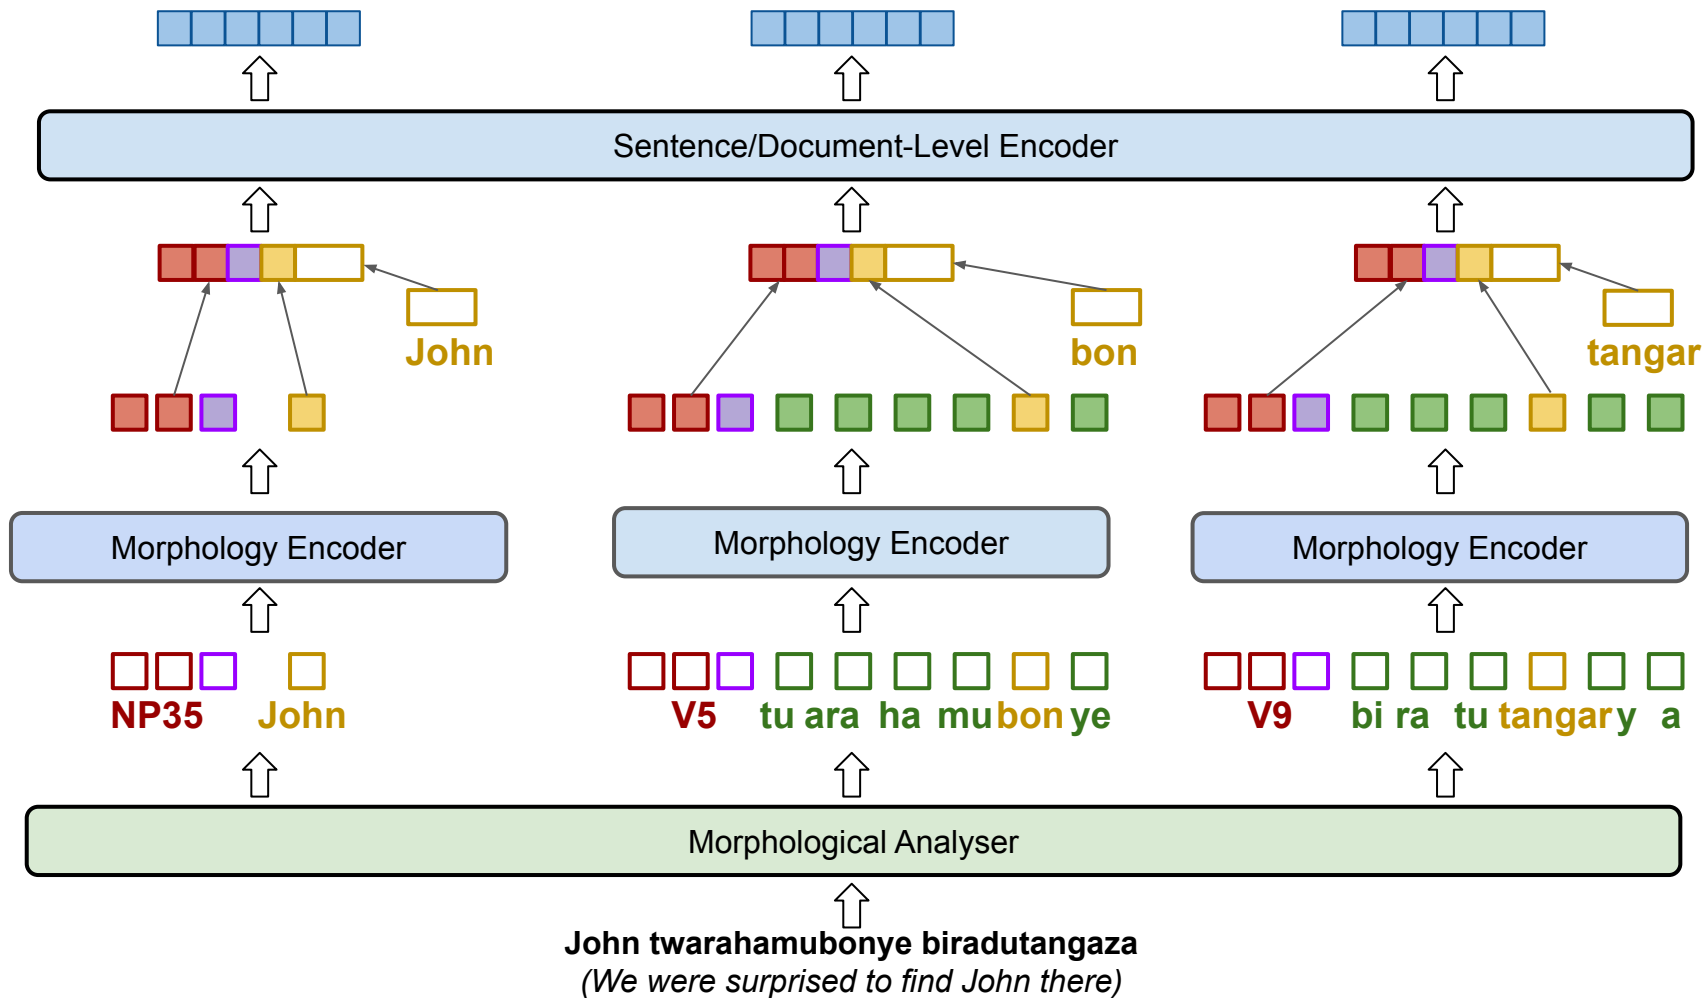 Sentence/Document-Level Encoder
John
bon
tangar
Morphology Encoder
Morphology Encoder
Morphology Encoder
NP35 John
V5 tu ara ha mu bon ye
V9 bi ra tu tangar y a
Morphological Analyser
John twarahamubonye biradutangaza
(We were surprised to find John there)